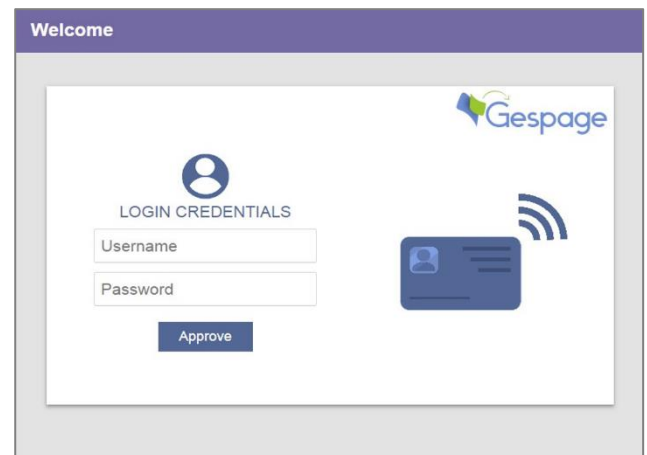 Welcome
Gespage
LOGIN CREDENTIALS
Username
Password
Approve